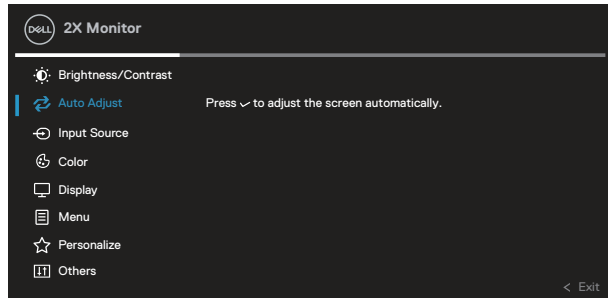 DELL 2X Monitor
Brightness/Contrast
Auto Adjust Press ✓ to adjust the screen automatically.
Input Source
Color
Display
Menu
Personalize
Others
< Exit